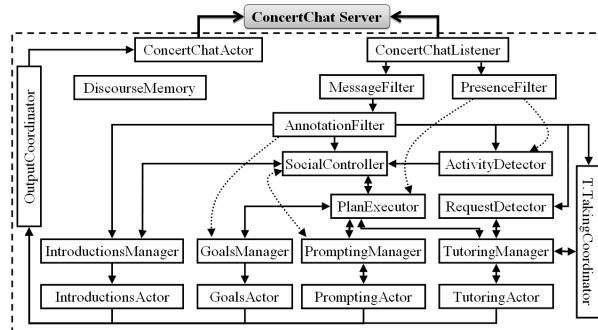 ConcertChat Server
ConcertChatActor
ConcertChatListener
DiscourseMemory
MessageFilter
PresenceFilter
AnnotationFilter
OutputCoordinator
SocialController
ActivityDetector
PlanExecutor
RequestDetector
T.TakingCoordinator
IntroductionsManager
GoalsManager
PromptingManager
TutoringManager
IntroductionsActor
GoalsActor
PromptingActor
TutoringActor